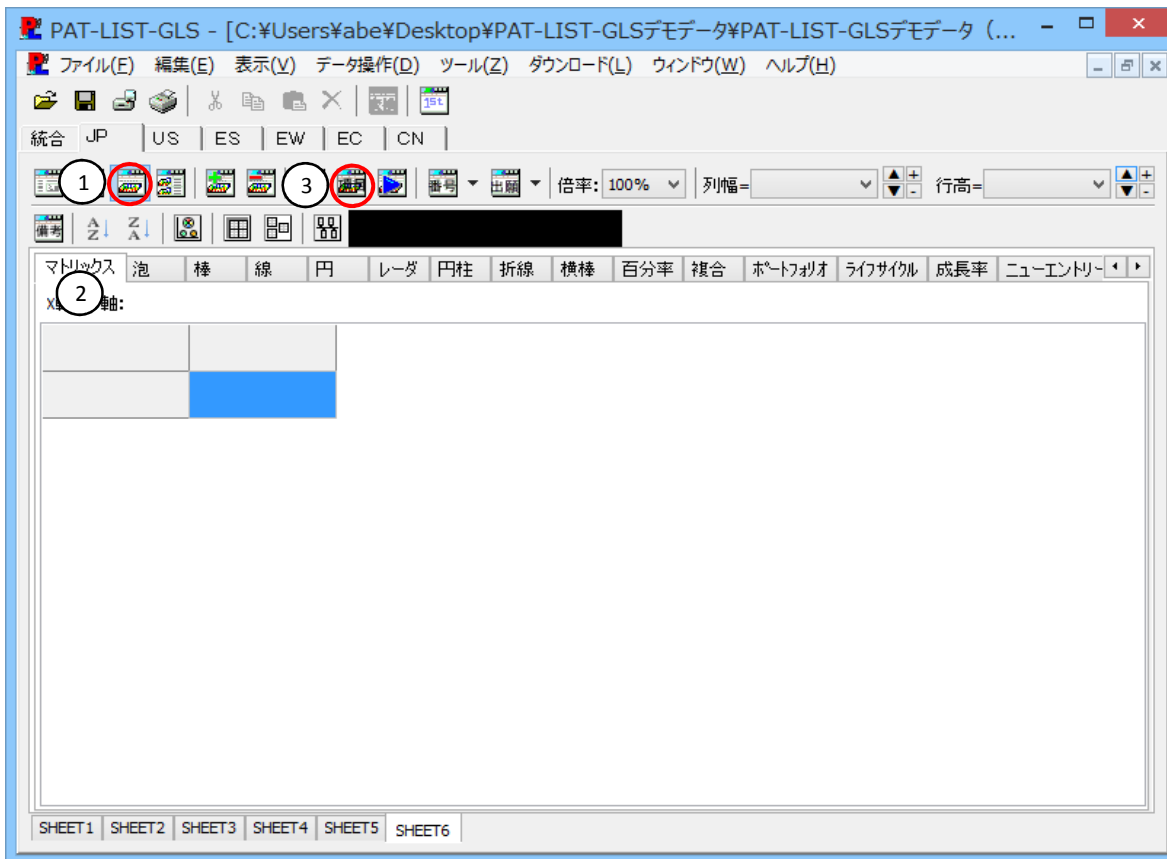 PAT-LIST-GLS - [C:¥Users¥abe¥Desktop¥PAT-LIST-GLSデモデータ¥PAT-LIST-GLSデモデータ（...
ファイル(F) 編集(E) 表示(V) データ操作(D) ツール(Z) ダウンロード(L) ウィンドウ(W) ヘルプ(H)
1st
統合 JP US ES EW EC CN
1 3 選択 番号 出願 倍率: 100% 列幅= 行高=
備考 A Z Z A
マトリックス 泡 棒 線 円 レーダ 円柱 折線 横棒 百分率 複合 ポートフォリオ ライフサイクル 成長率 ニューエントリー
2
X 軸:
SHEET1 SHEET2 SHEET3 SHEET4 SHEET5 SHEET6